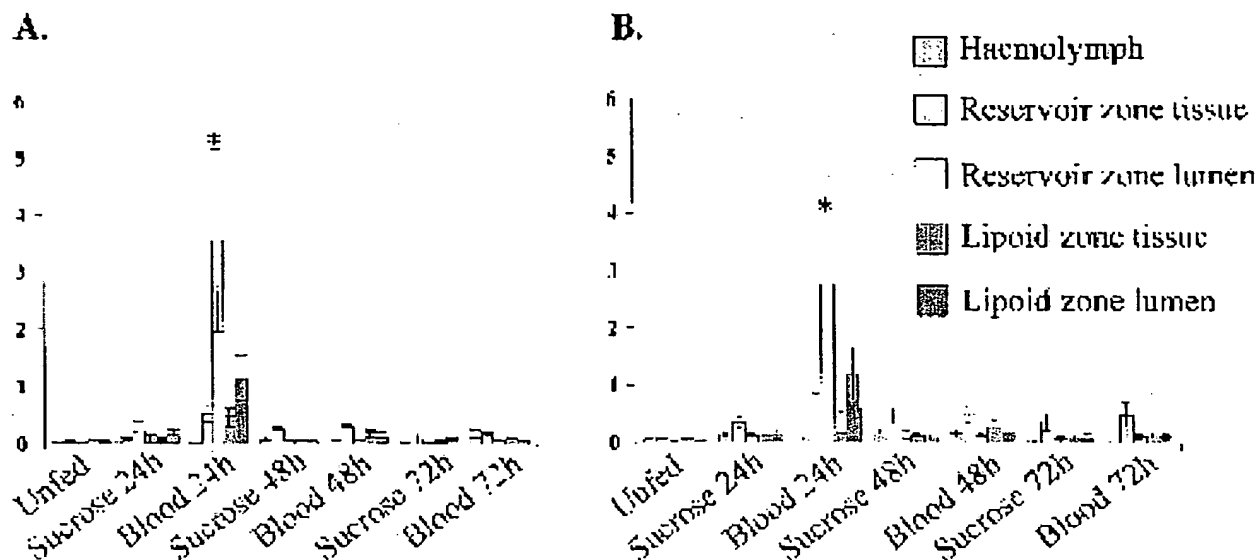 A.
6
5
4
3
2
1
0
Unfed
Sucrose 24h
Blood 24h
Sucrose 48h
Blood 48h
Sucrose 72h
Blood 72h
*
B.
6
5
4
3
2
1
0
Unfed
Sucrose 24h
Blood 24h
Sucrose 48h
Blood 48h
Sucrose 72h
Blood 72h
*
Haemolymph
Reservoir zone tissue
Reservoir zone lumen
Lipoid zone tissue
Lipoid zone lumen